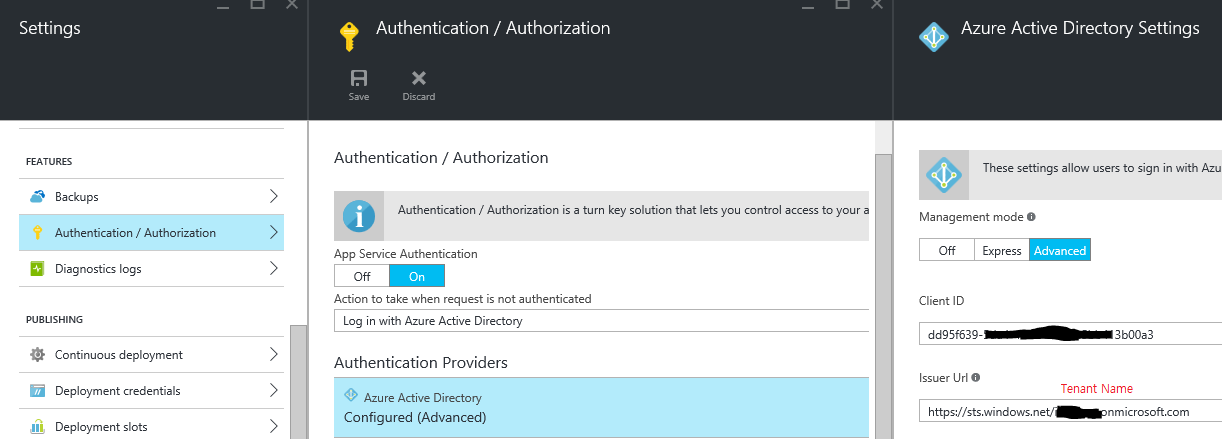 Settings
FEATURES
Backups
Authentication / Authorization
Diagnostics logs
PUBLISHING
Continuous deployment
Deployment credentials
Deployment slots
Authentication / Authorization
Save
Discard
Authentication / Authorization
Authentication / Authorization is a turn key solution that lets you control access to your a
App Service Authentication
Off On
Action to take when request is not authenticated
Log in with Azure Active Directory
Authentication Providers
Azure Active Directory
Configured (Advanced)
Azure Active Directory Settings
These settings allow users to sign in with Azu
Management mode
Off Express Advanced
Client ID
dd95f639- 3b00a3
Issuer Url
Tenant Name
https://sts.windows.net/ onmicrosoft.com